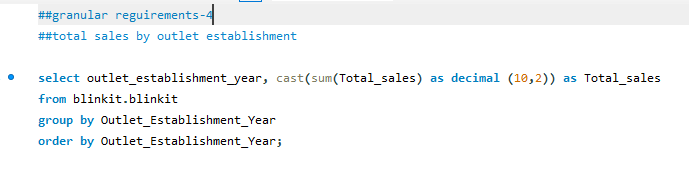 ##granular reguirements-4
##total sales by outlet establishment
select outlet_establishment_year, cast(sum(Total_sales) as decimal (10,2)) as Total_sales
from blinkit.blinkit
group by Outlet_Establishment_Year
order by Outlet_Establishment_Year;